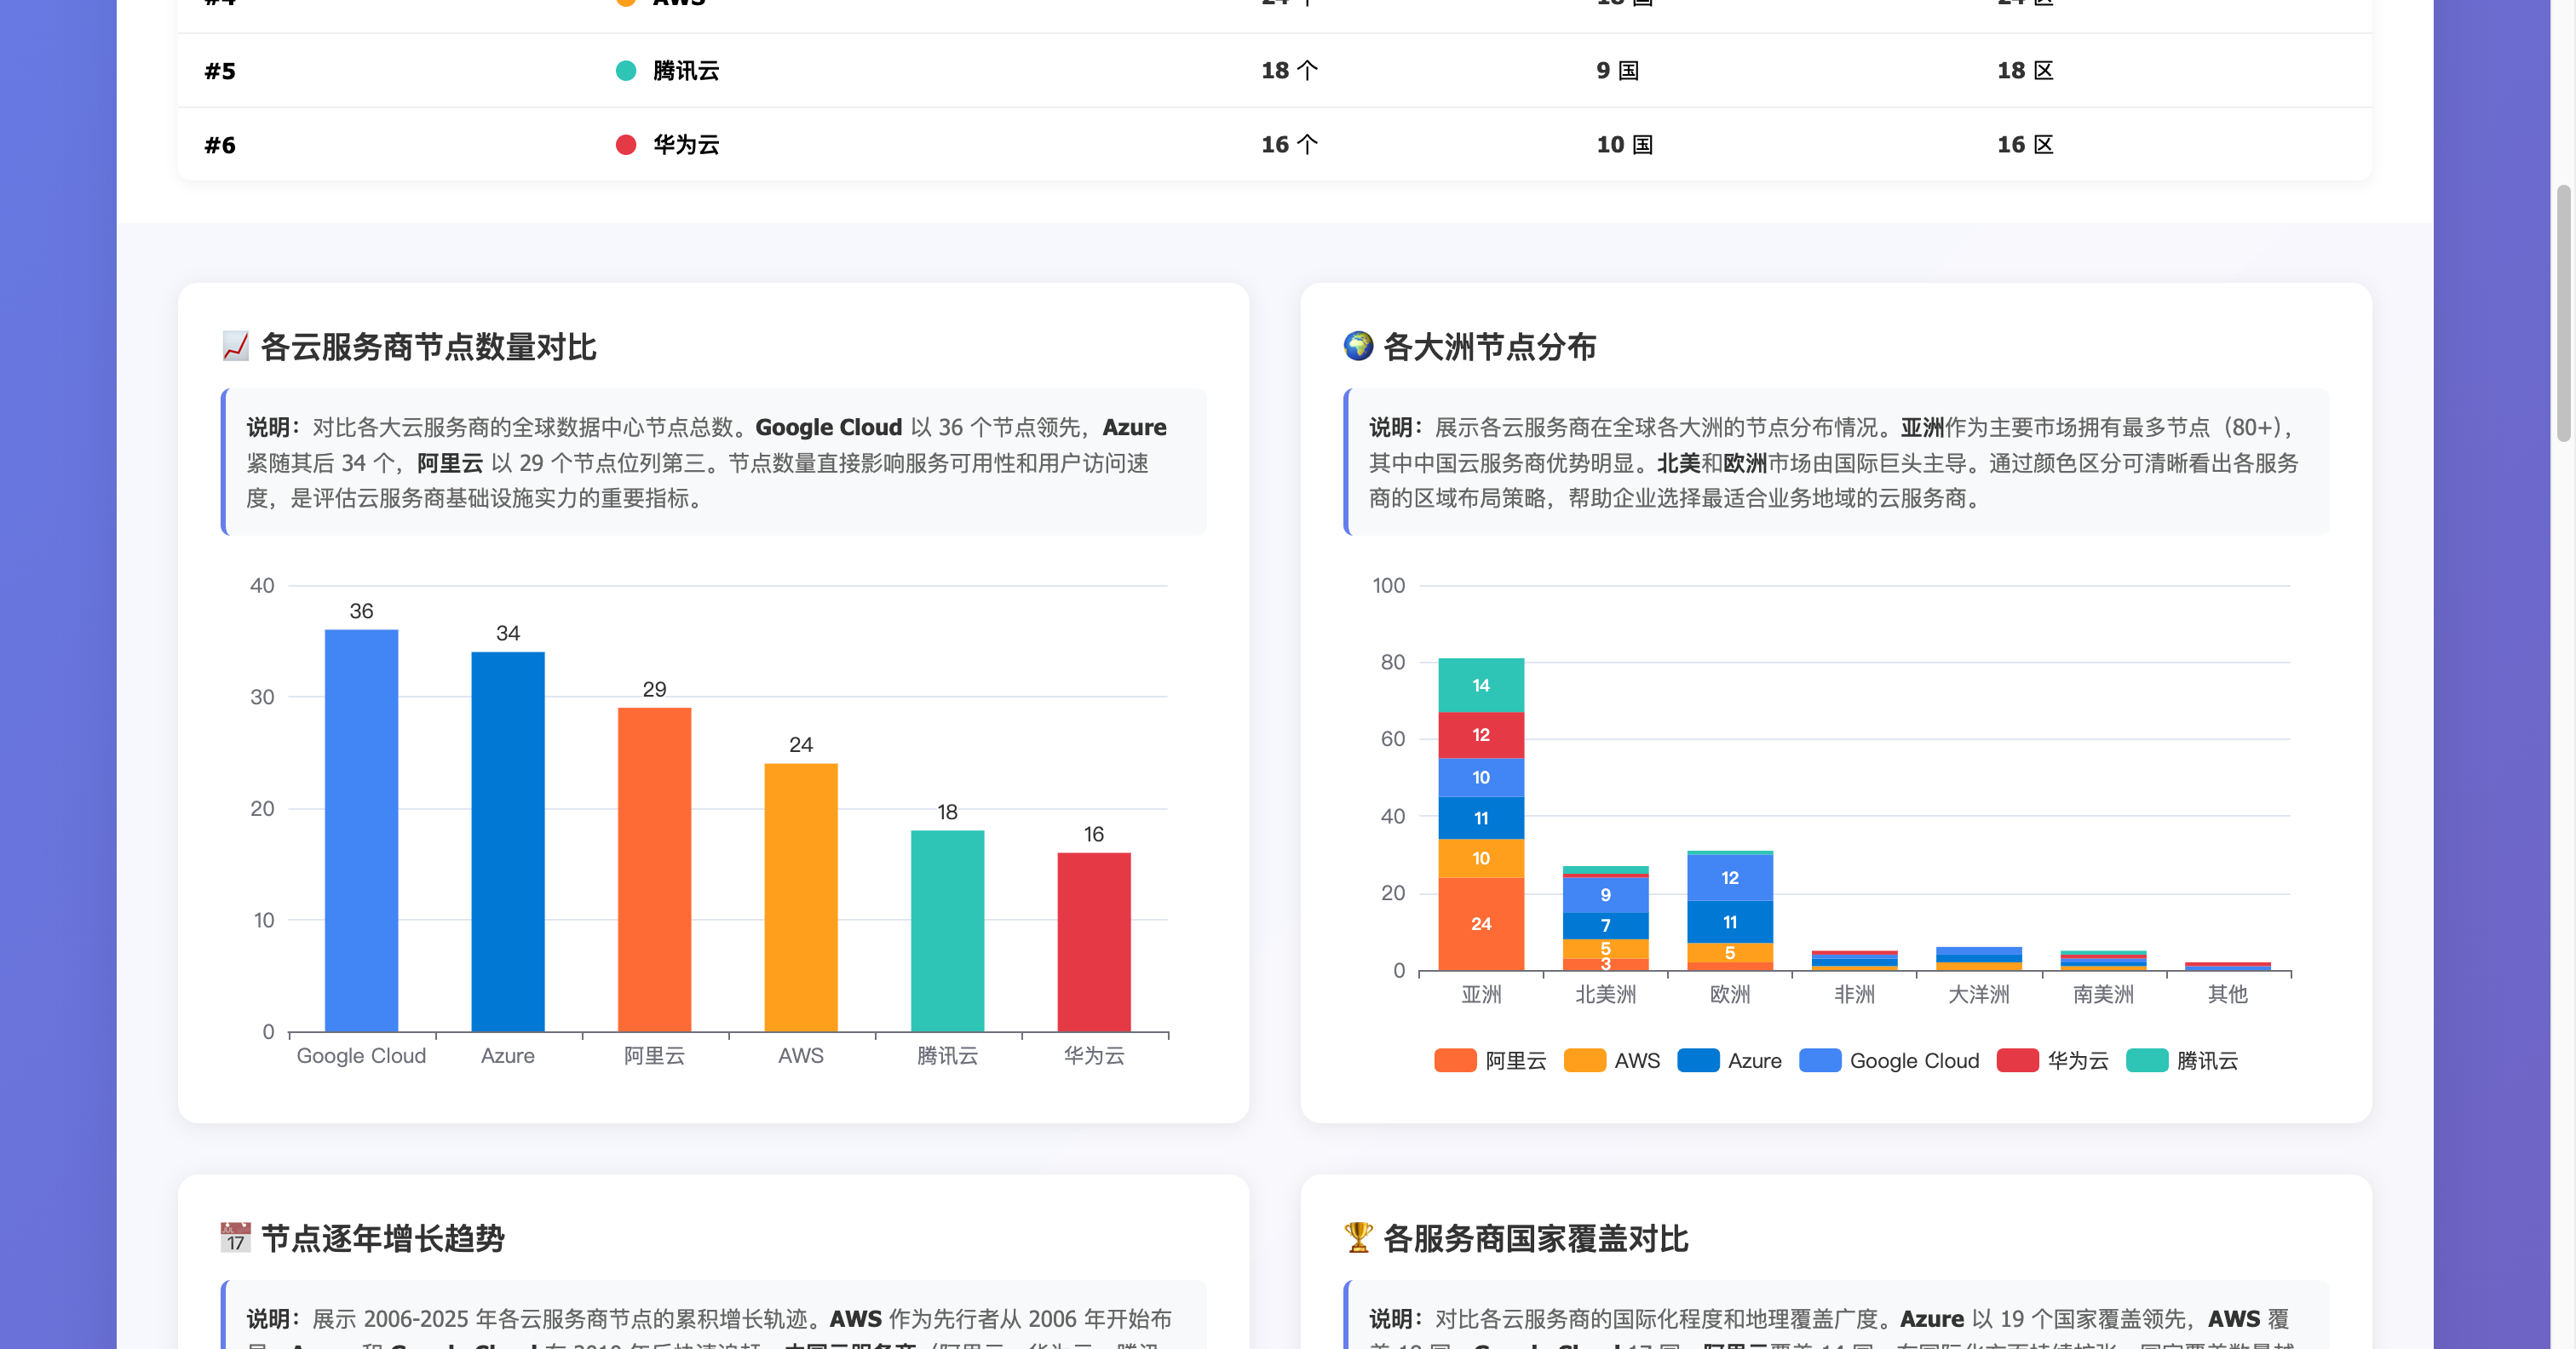 #4 AWS 24 个 18 国 24 区
#5 腾讯云 18 个 9 国 18 区
#6 华为云 16 个 10 国 16 区
各云服务商节点数量对比
说明：对比各大云服务商的全球数据中心节点总数。Google Cloud 以 36 个节点领先，Azure
紧随其后 34 个，阿里云 以 29 个节点位列第三。节点数量直接影响服务可用性和用户访问速
度，是评估云服务商基础设施实力的重要指标。
40
30
20
10
0
36
34
29
24
18
16
Google Cloud Azure 阿里云 AWS 腾讯云 华为云
各大洲节点分布
说明：展示各云服务商在全球各大洲的节点分布情况。亚洲作为主要市场拥有最多节点（80+），
其中中国云服务商优势明显。北美和欧洲市场由国际巨头主导。通过颜色区分可清晰看出各服务
商的区域布局策略，帮助企业选择最适合业务地域的云服务商。
100
80
60
40
20
0
14
12
10
11
10
24
9
7
5
3
12
11
5
亚洲 北美洲 欧洲 非洲 大洋洲 南美洲 其他
阿里云 AWS Azure Google Cloud 华为云 腾讯云
17 节点逐年增长趋势
说明：展示 2006-2025 年各云服务商节点的累积增长轨迹。AWS 作为先行者从 2006 年开始布
各服务商国家覆盖对比
说明：对比各云服务商的国际化程度和地理覆盖广度。Azure 以 19 个国家覆盖领先，AWS 覆